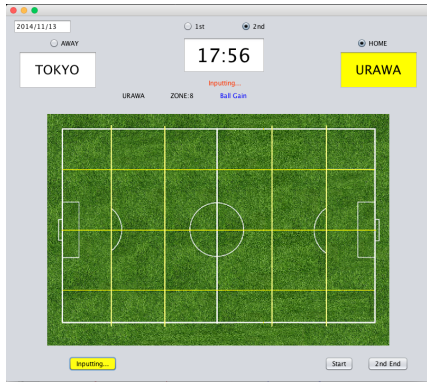 2014/11/13
1st 2nd
AWAY
17:56
HOME
TOKYO
URAWA
Inputting...
URAWA ZONE:8 Ball Gain
Inputting... Start 2nd End